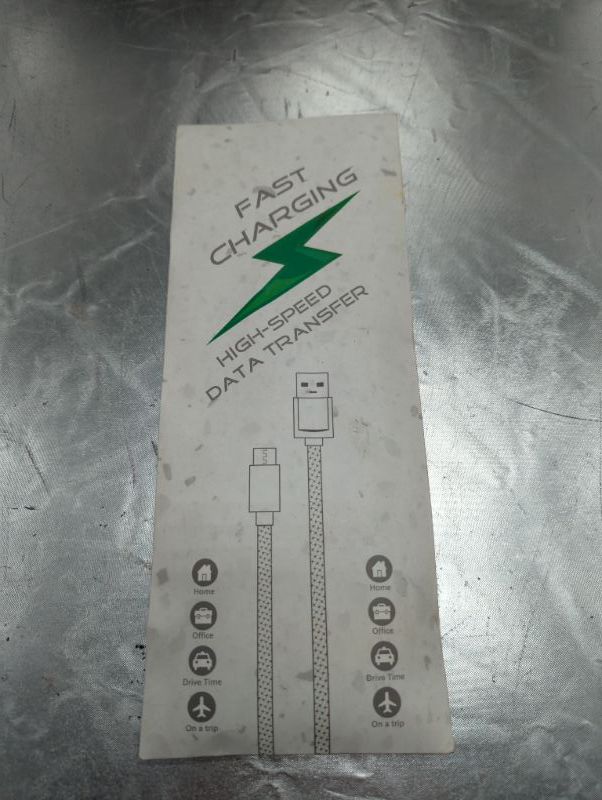 FAST
CHARGING
HIGH-SPEED
DATA TRANSFER
Home
Office
Drive Time
On a trip
Home
Office
Drive Time
On a trip